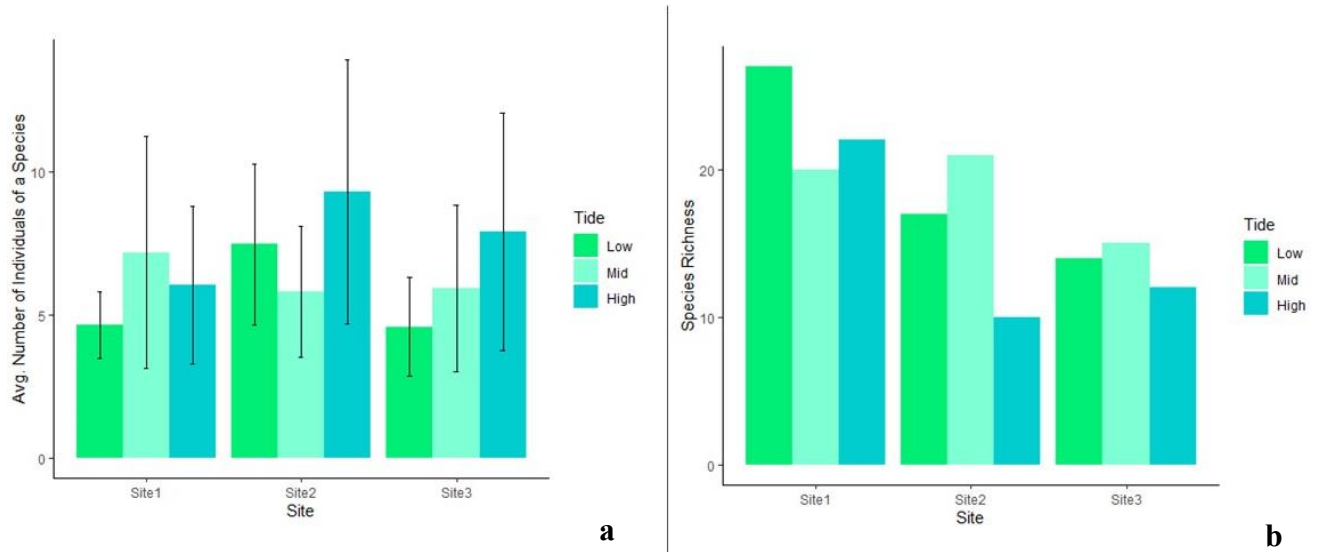 Avg. Number of Individuals of a Species
10
5
0
Site1 Site2 Site3
Site
Tide
Low
Mid
High
a
Species Richness
20
10
0
Site1 Site2 Site3
Site
Tide
Low
Mid
High
b